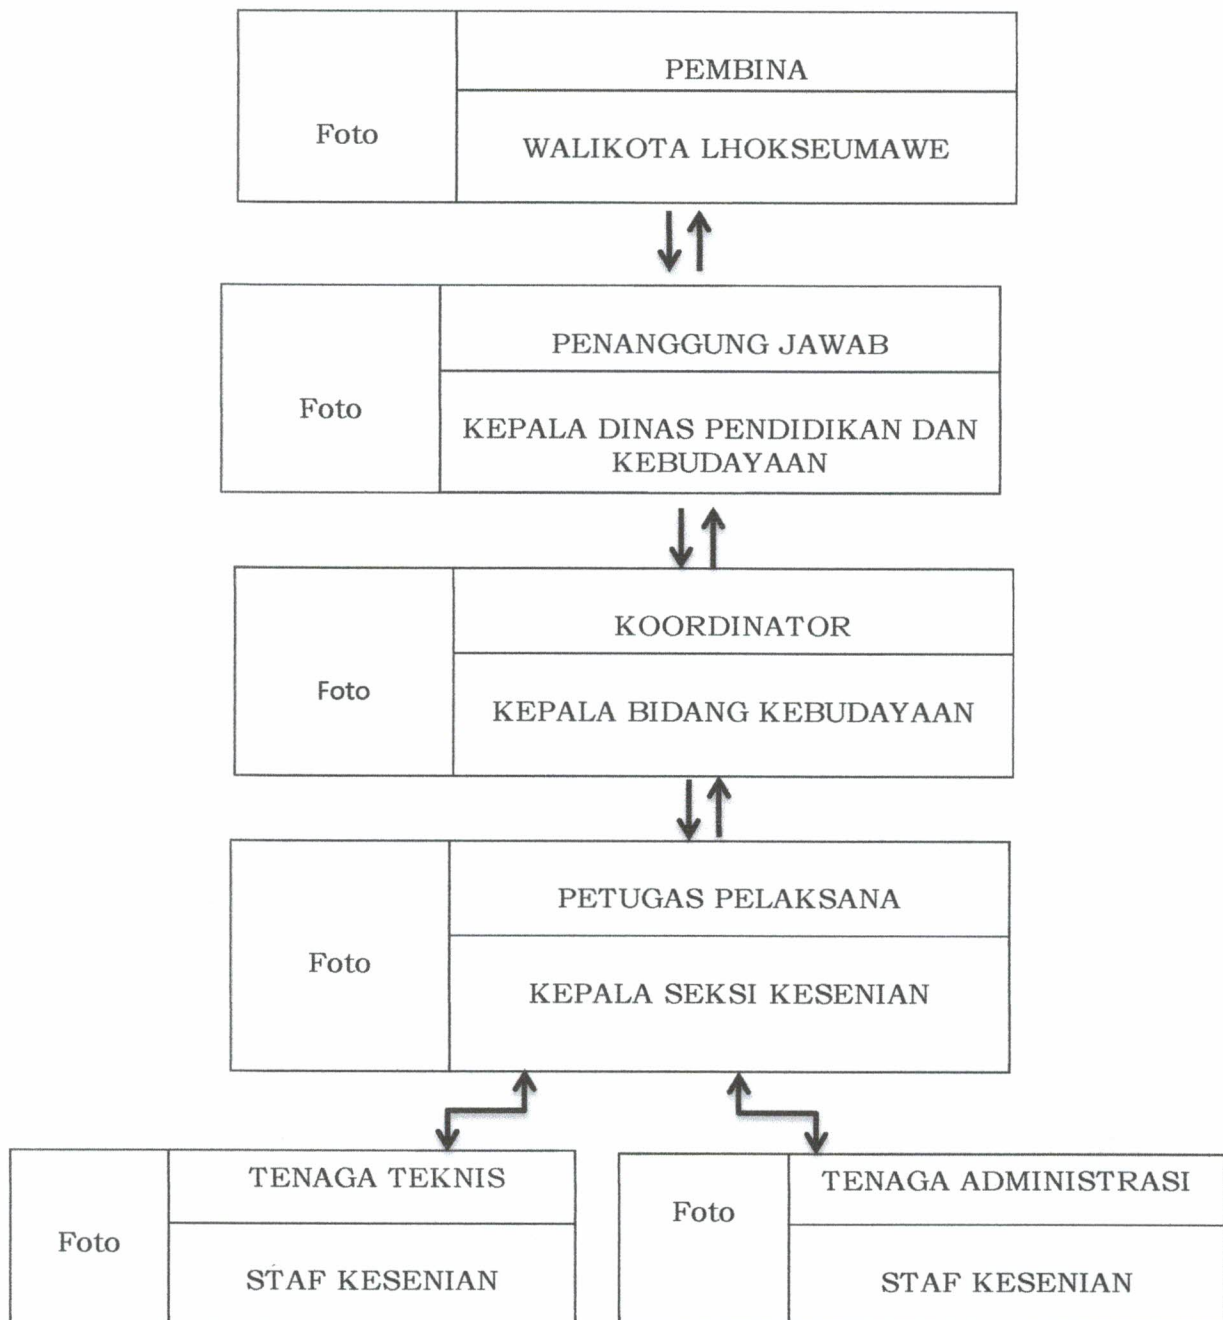 PEMBINA
Foto
WALIKOTA LHOKSEUMAWE
PENANGGUNG JAWAB
Foto
KEPALA DINAS PENDIDIKAN DAN
KEBUDAYAAN
KOORDINATOR
Foto
KEPALA BIDANG KEBUDAYAAN
PETUGAS PELAKSANA
Foto
KEPALA SEKSI KESENIAN
TENAGA TEKNIS
Foto
STAF KESENIAN
TENAGA ADMINISTRASI
Foto
STAF KESENIAN